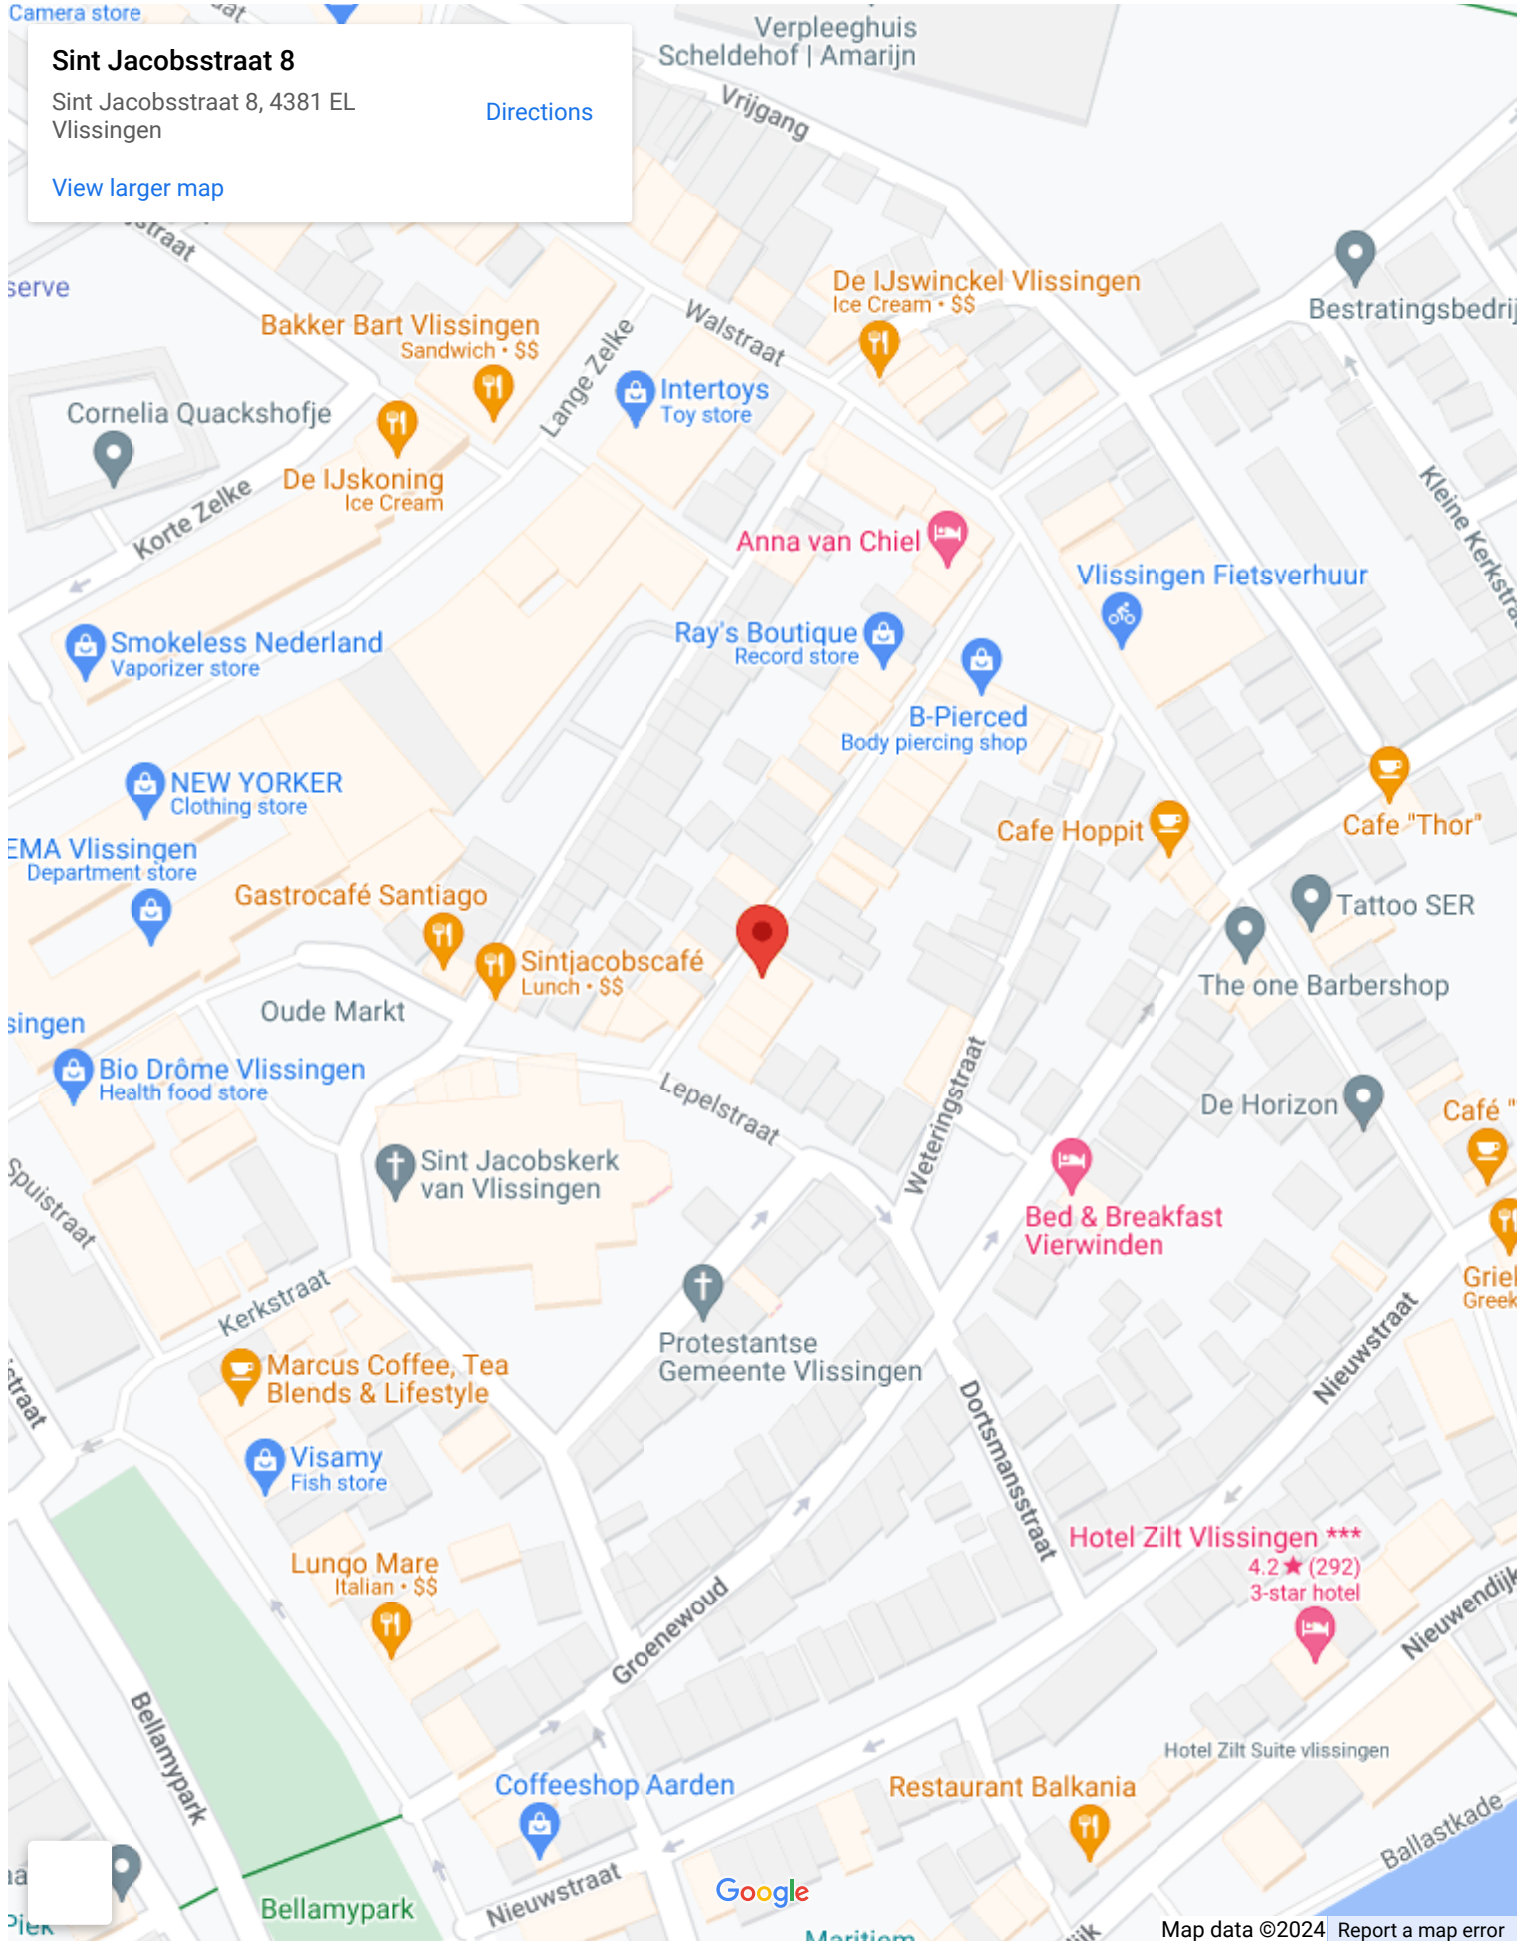 Camera store
Verpleeghuis
Scheldehof | Amarijn
Sint Jacobsstraat 8
Sint Jacobsstraat 8, 4381 EL
Vlissingen
Directions
View larger map
Vrijgang
straat
serve
De IJswinckel Vlissingen
Ice Cream • $$
Bestratingsbedrij
Bakker Bart Vlissingen
Sandwich • $$
Walstraat
Lange Zelke
Intertoys
Toy store
Cornelia Quackshofje
De IJskoning
Ice Cream
Korte Zelke
Kleine Kerkstra
Anna van Chiel
Vlissingen Fietsverhuur
Smokeless Nederland
Vaporizer store
Ray's Boutique
Record store
B-Pierced
Body piercing shop
NEW YORKER
Clothing store
Cafe Hoppit
Cafe "Thor"
EMA Vlissingen
Department store
Gastrocafé Santiago
Tattoo SER
Sintjacobscafé
Lunch • $$
The one Barbershop
Oude Markt
singen
Bio Drôme Vlissingen
Health food store
Lepelstraat
Weteringstraat
De Horizon
Café "
Spuistraat
Sint Jacobskerk
van Vlissingen
Bed & Breakfast
Vierwinden
Kerkstraat
Griel
Greek
Protestantse
Gemeente Vlissingen
Nieuwstraat
Marcus Coffee, Tea
Blends & Lifestyle
straat
Dortsmansstraat
Visamy
Fish store
Hotel Zilt Vlissingen ***
4.2★(292)
3-star hotel
Lungo Mare
Italian • $$
Groenewoud
Nieuwendijk
Bellamypark
Hotel Zilt Suite vlissingen
Coffeeshop Aarden
Restaurant Balkania
Ballastkade
Bellamypark
Nieuwstraat
Google
Piek
Maritiem
ijk
Map data ©2024
Report a map error